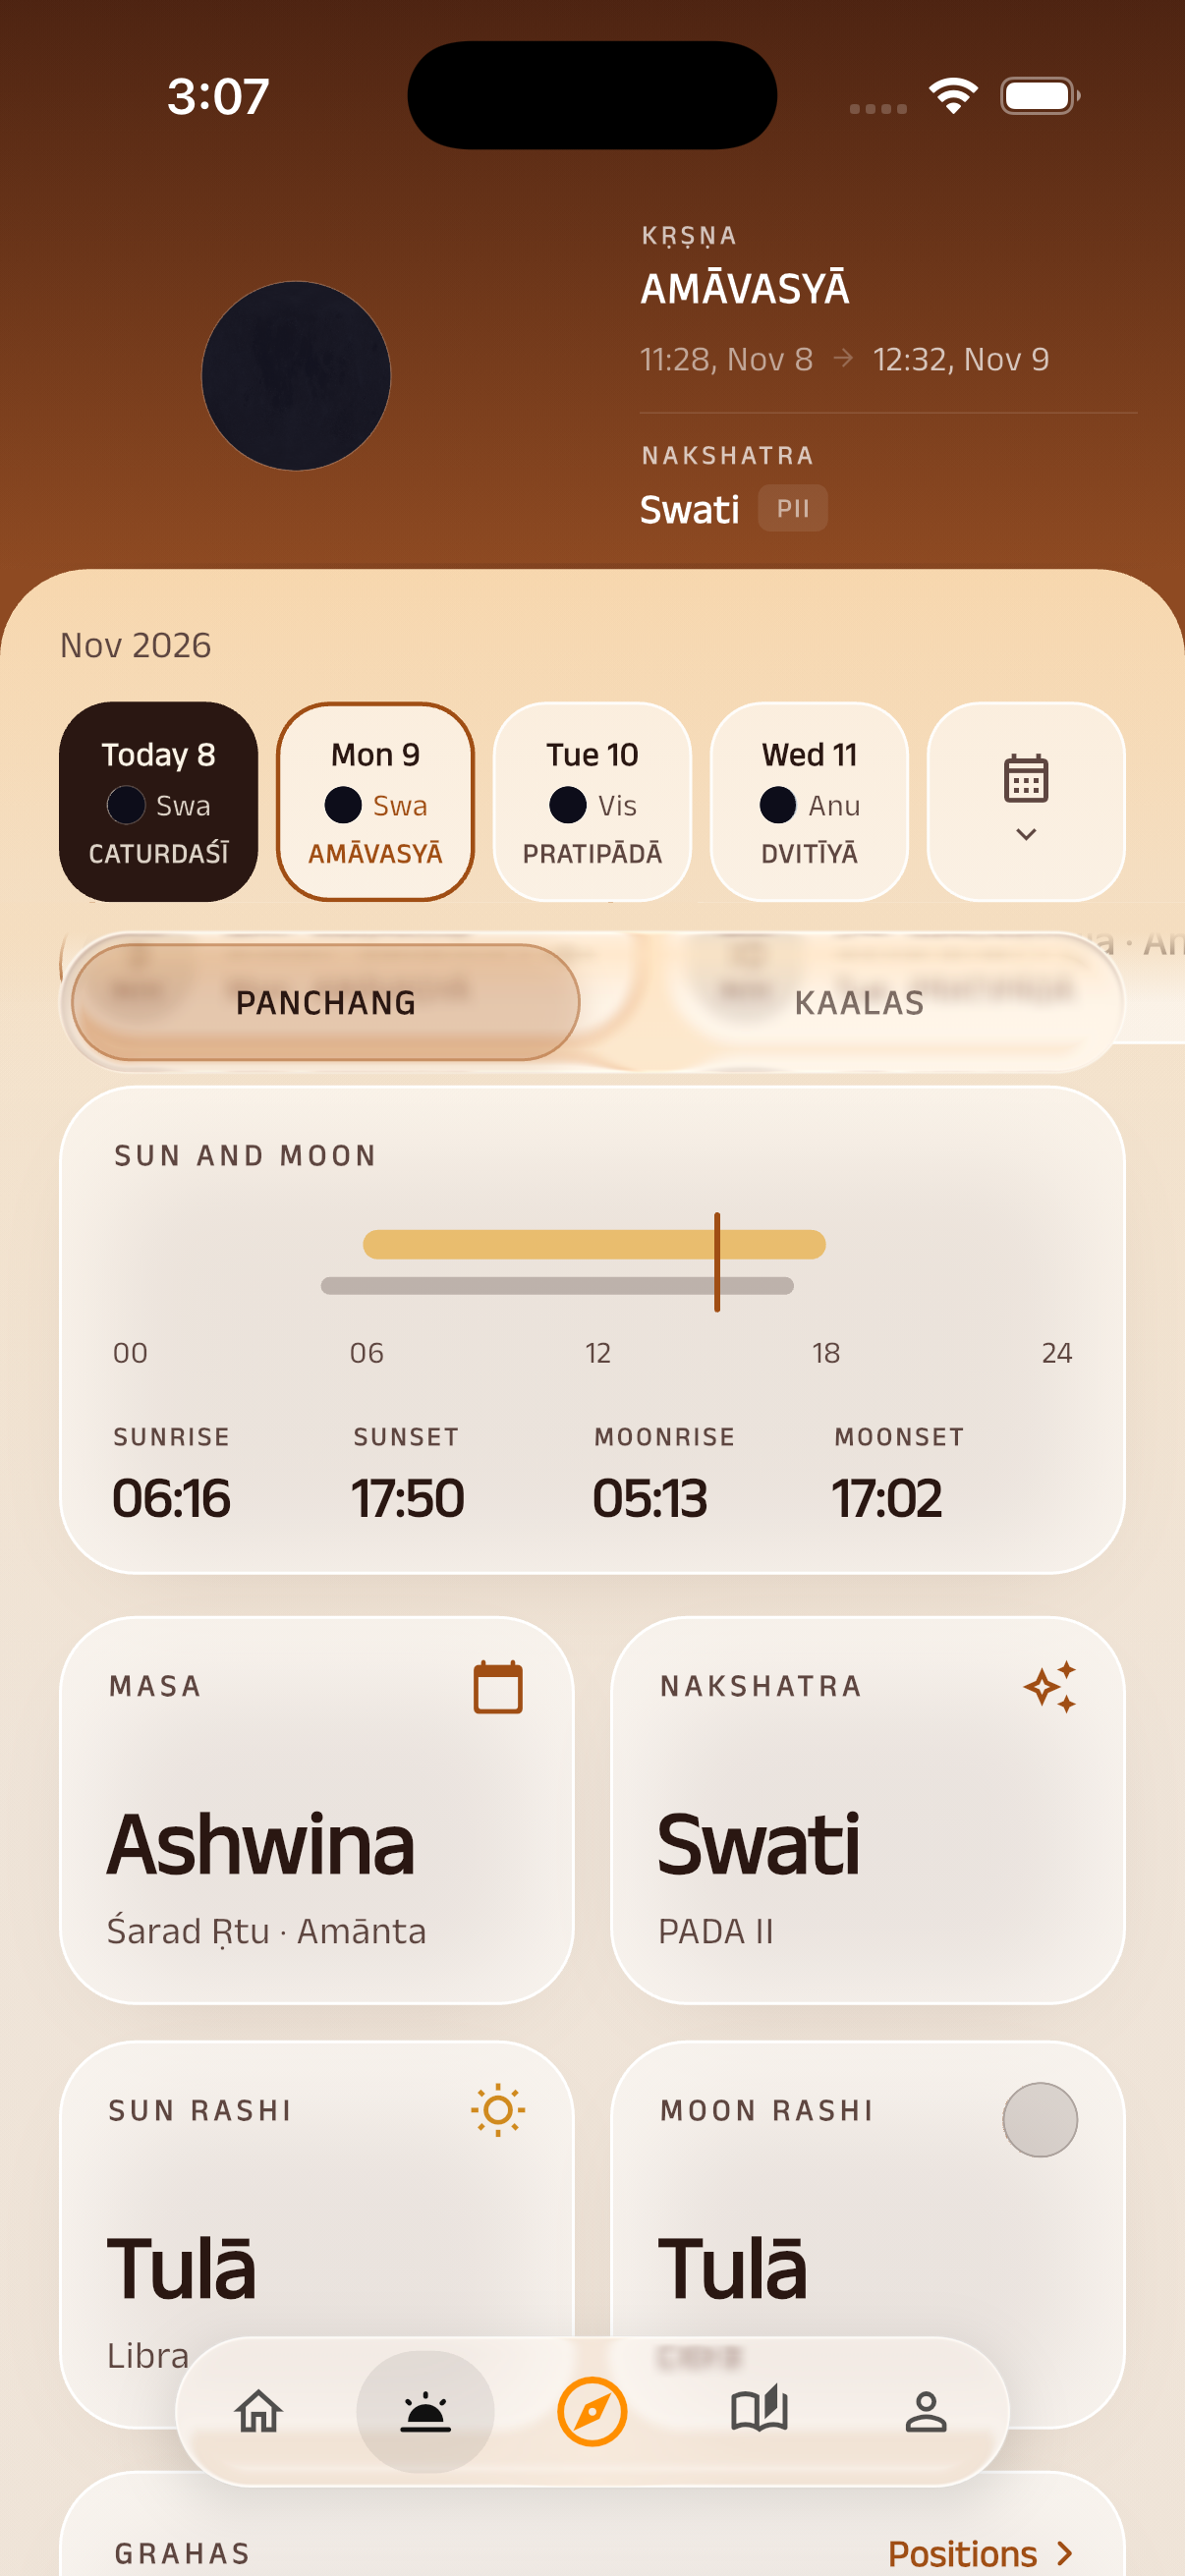 3:07
KṚṢṆA
AMĀVASYĀ
11:28, Nov 8 → 12:32, Nov 9
NAKSHATRA
Swati PII
Nov 2026
Today 8
Swa
CATURDAŚĪ
Mon 9
Swa
AMĀVASYĀ
Tue 10
Vis
PRATIPĀDĀ
Wed 11
Anu
DVITĪYĀ
PANCHANG
KAALAS
SUN AND MOON
00 06 12 18 24
SUNRISE SUNSET MOONRISE MOONSET
06:16 17:50 05:13 17:02
MASA
Ashwina
Śarad Ṛtu · Amānta
NAKSHATRA
Swati
PADA II
SUN RASHI
Tulā
Libra
MOON RASHI
Tulā
GRAHAS
Positions